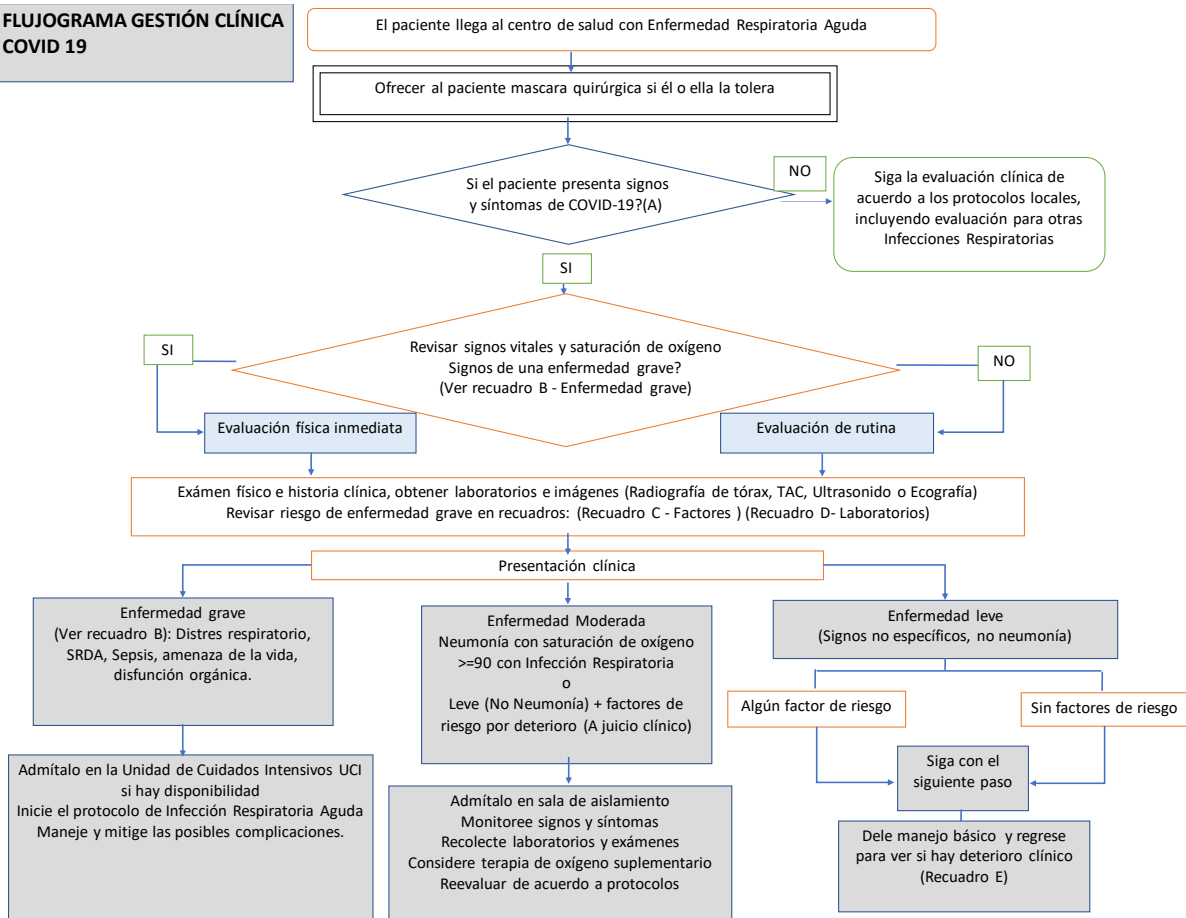 FLUJOGRAMA GESTIÓN CLÍNICA
COVID 19
El paciente llega al centro de salud con Enfermedad Respiratoria Aguda
Ofrecer al paciente mascara quirúrgica si él o ella la tolera
Si el paciente presenta signos
y síntomas de COVID-19?(A)
NO
Siga la evaluación clínica de
acuerdo a los protocolos locales,
incluyendo evaluación para otras
Infecciones Respiratorias
SI
Revisar signos vitales y saturación de oxígeno
Signos de una enfermedad grave?
(Ver recuadro B - Enfermedad grave)
SI
NO
Evaluación física inmediata
Evaluación de rutina
Exámen físico e historia clínica, obtener laboratorios e imágenes (Radiografía de tórax, TAC, Ultrasonido o Ecografía)
Revisar riesgo de enfermedad grave en recuadros: (Recuadro C - Factores ) (Recuadro D- Laboratorios)
Presentación clínica
Enfermedad grave
(Ver recuadro B): Distres respiratorio,
SRDA, Sepsis, amenaza de la vida,
disfunción orgánica.
Enfermedad Moderada
Neumonía con saturación de oxígeno
>=90 con Infección Respiratoria
o
Leve (No Neumonía) + factores de
riesgo por deterioro (A juicio clínico)
Enfermedad leve
(Signos no específicos, no neumonía)
Algún factor de riesgo
Sin factores de riesgo
Siga con el
siguiente paso
Admítalo en la Unidad de Cuidados Intensivos UCI
si hay disponibilidad
Inicie el protocolo de Infección Respiratoria Aguda
Maneje y mitige las posibles complicaciones.
Admítalo en sala de aislamiento
Monitoree signos y síntomas
Recolecte laboratorios y exámenes
Considere terapia de oxígeno suplementario
Reevaluar de acuerdo a protocolos
Dele manejo básico y regrese
para ver si hay deterioro clínico
(Recuadro E)